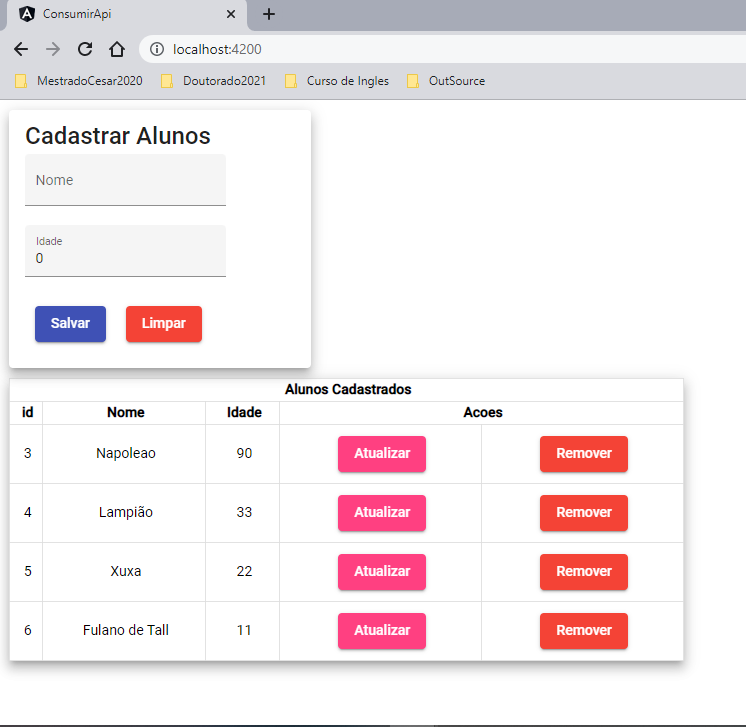 ConsumirApi
localhost:4200
MestradoCesar2020 Doutorado2021 Curso de Ingles OutSource
Cadastrar Alunos
Nome
Idade
0
Salvar Limpar
Alunos Cadastrados
id Nome Idade Acoes
3 Napoleao 90 Atualizar Remover
4 Lampião 33 Atualizar Remover
5 Xuxa 22 Atualizar Remover
6 Fulano de Tall 11 Atualizar Remover